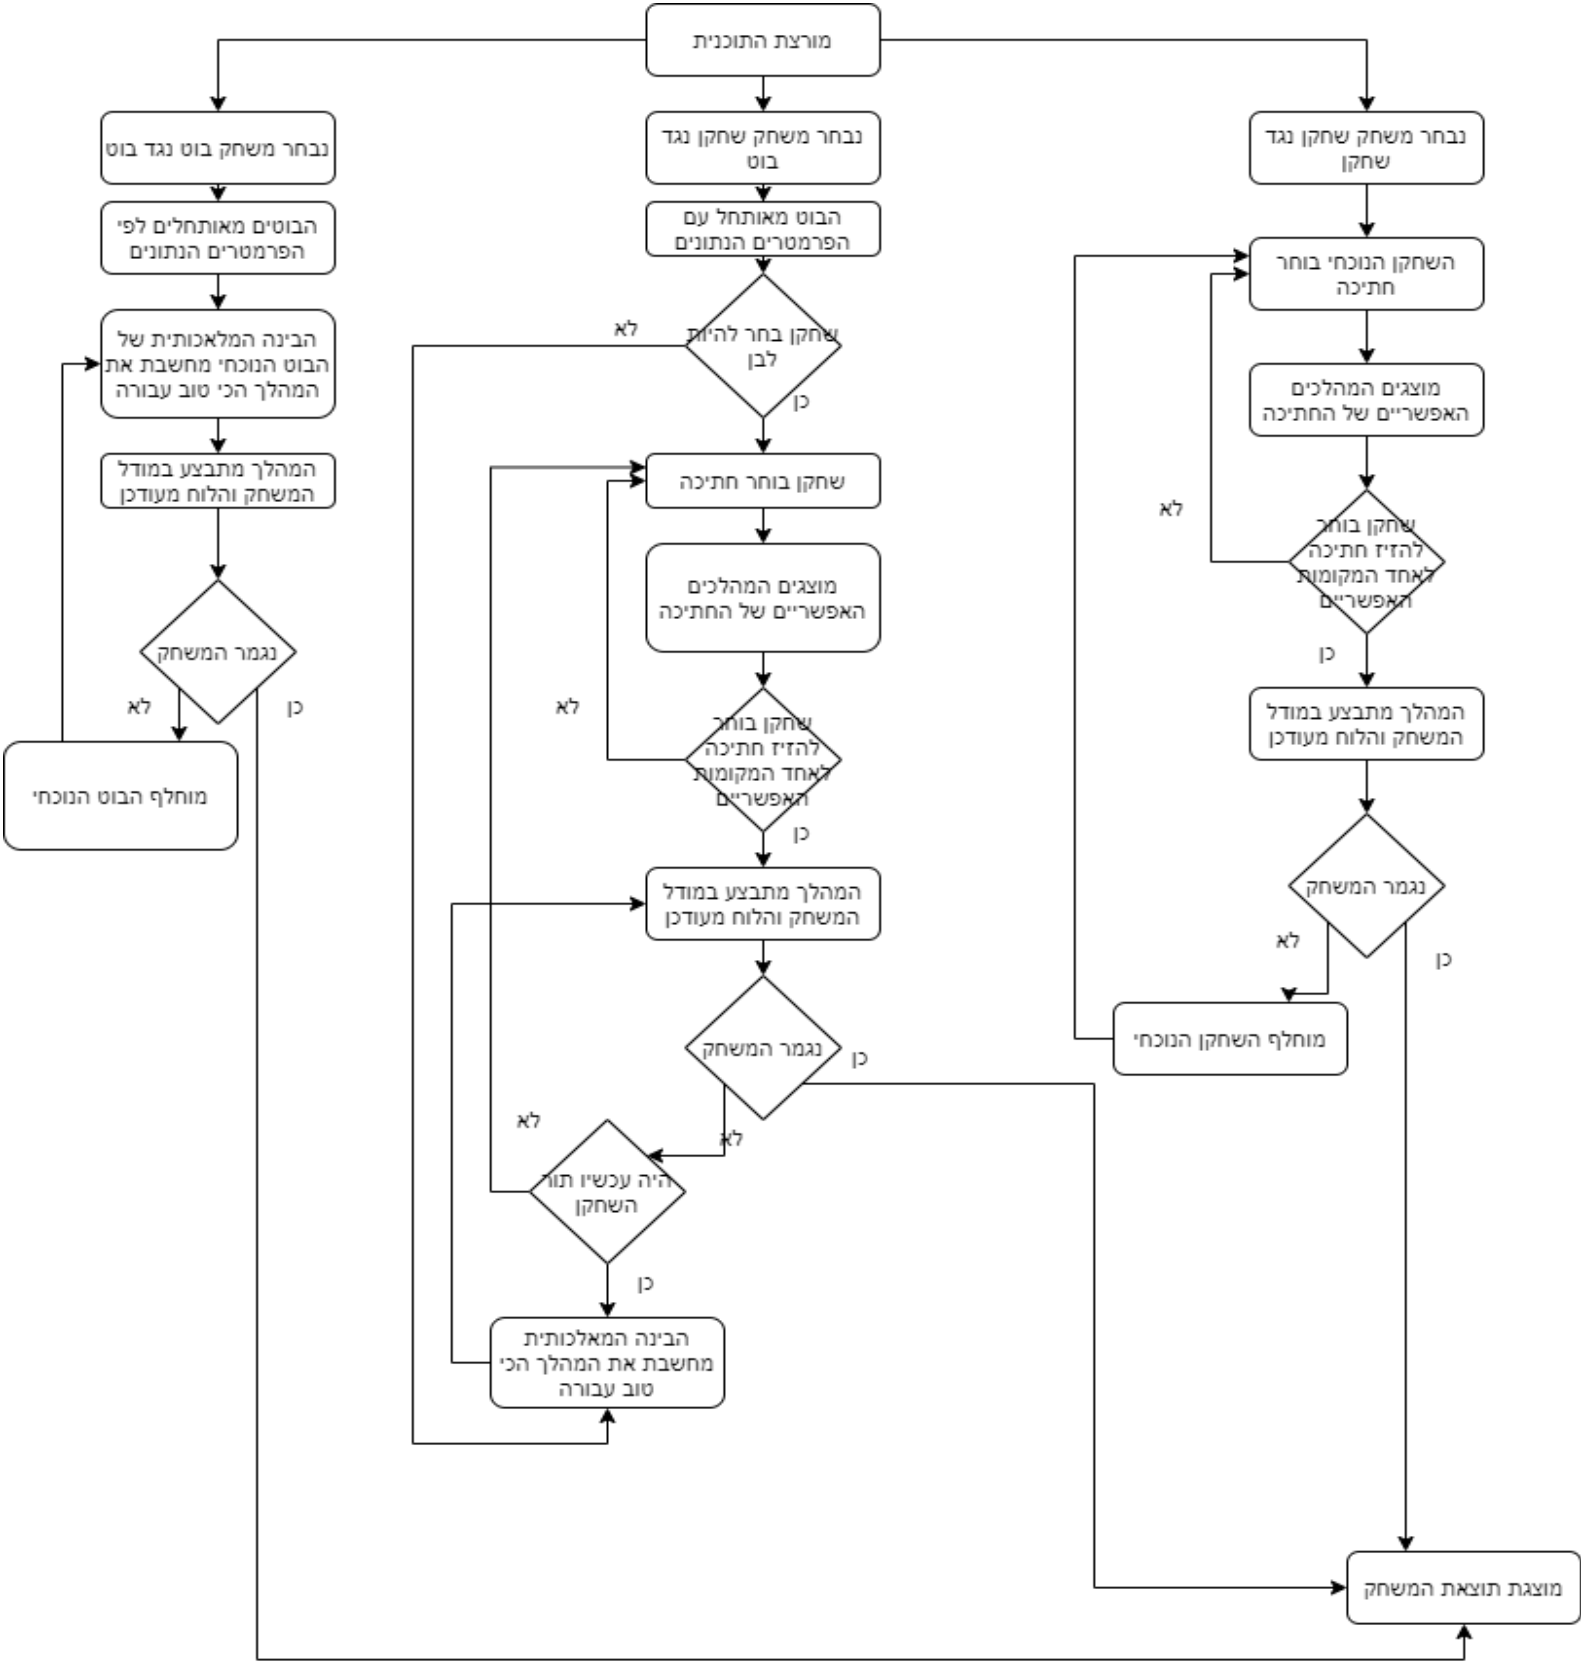 מורצת התוכנית
נבחר משחק שחקן נגד
שחקן
השחקן הנוכחי בוחר
חתיכה
מוצגים המהלכים
האפשריים של החתיכה
שחקן בוחר
להזיז חתיכה
לאחד המקומות
האפשריים
לא
כן
המהלך מתבצע במודל
המשחק והלוח מעודכן
נגמר המשחק
לא
כן
מוחלף השחקן הנוכחי
נבחר משחק שחקן נגד
בוט
הבוט מאותחל עם
הפרמטרים הנתונים
שחקן בחר להיות
לבן
לא
כן
שחקן בוחר חתיכה
מוצגים המהלכים
האפשריים של החתיכה
שחקן בוחר
להזיז חתיכה
לאחד המקומות
האפשריים
לא
כן
המהלך מתבצע במודל
המשחק והלוח מעודכן
נגמר המשחק
כן
לא
היה עכשיו תור
השחקן
לא
כן
הבינה המאלכותית
מחשבת את המהלך הכי
טוב עבורה
נבחר משחק בוט נגד בוט
הבוטים מאותחלים לפי
הפרמטרים הנתונים
הבינה המלאכותית של
הבוט הנוכחי מחשבת את
המהלך הכי טוב עבורה
המהלך מתבצע במודל
המשחק והלוח מעודכן
נגמר המשחק
לא
כן
מוחלף הבוט הנוכחי
מוצגת תוצאת המשחק